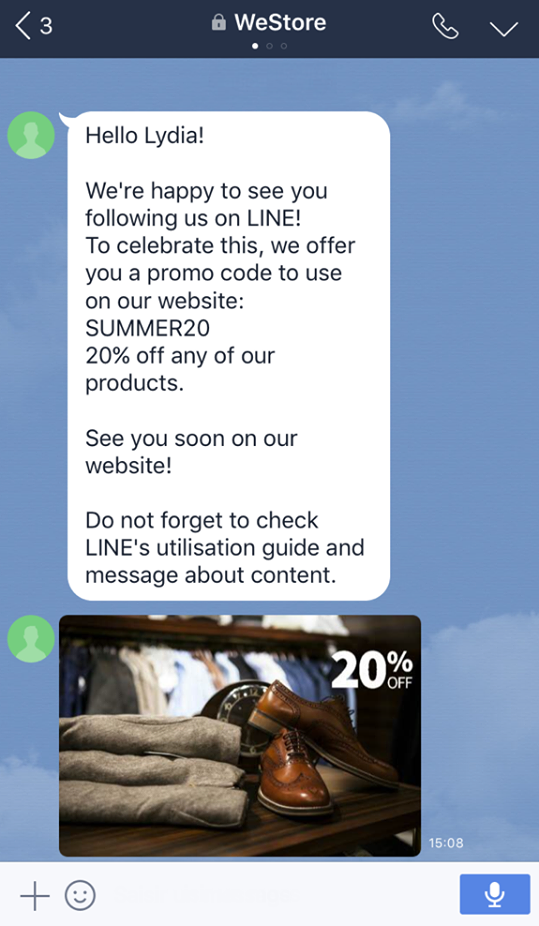 3
WeStore
Hello Lydia!
We're happy to see you
following us on LINE!
To celebrate this, we offer
you a promo code to use
on our website:
SUMMER20
20% off any of our
products.
See you soon on our
website!
Do not forget to check
LINE's utilisation guide and
message about content.
20%
OFF
15:08